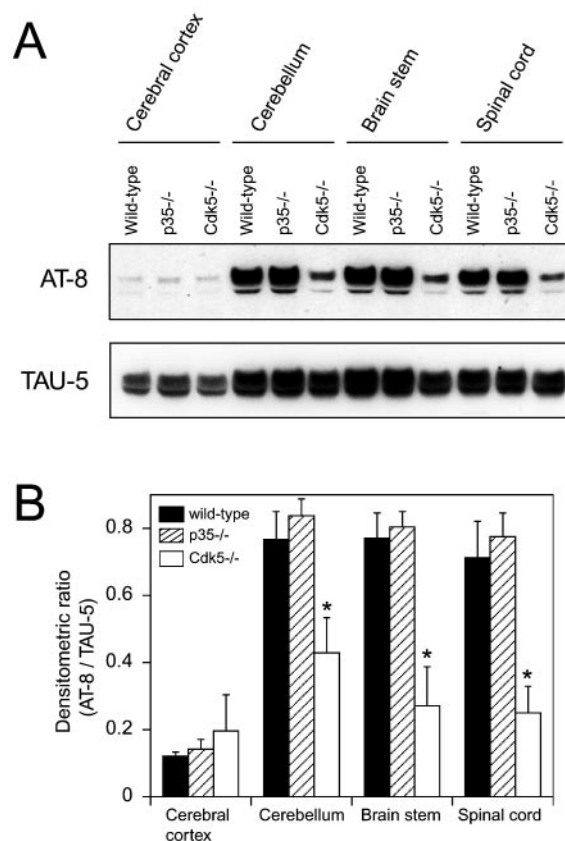 A
Cerebral cortex
Cerebellum
Brain stem
Spinal cord
Wild-type
p35-/-
Cdk5-/-
Wild-type
p35-/-
Cdk5-/-
Wild-type
p35-/-
Cdk5-/-
Wild-type
p35-/-
Cdk5-/-
AT-8
TAU-5
B
Densitometric ratio
(AT-8 / TAU-5)
0.8
0.6
0.4
0.2
0
wild-type
p35-/-
Cdk5-/-
*
*
*
Cerebral
cortex
Cerebellum
Brain stem
Spinal cord